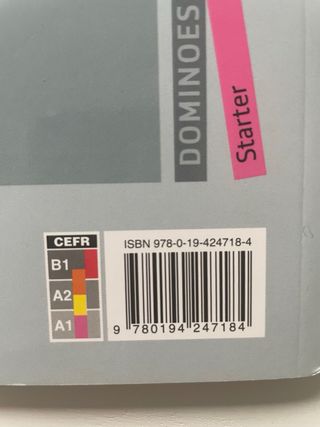 DOMINOES
Starter
CEFR
B1
A2
A1
ISBN 978-0-19-424718-4
9 780194 247184